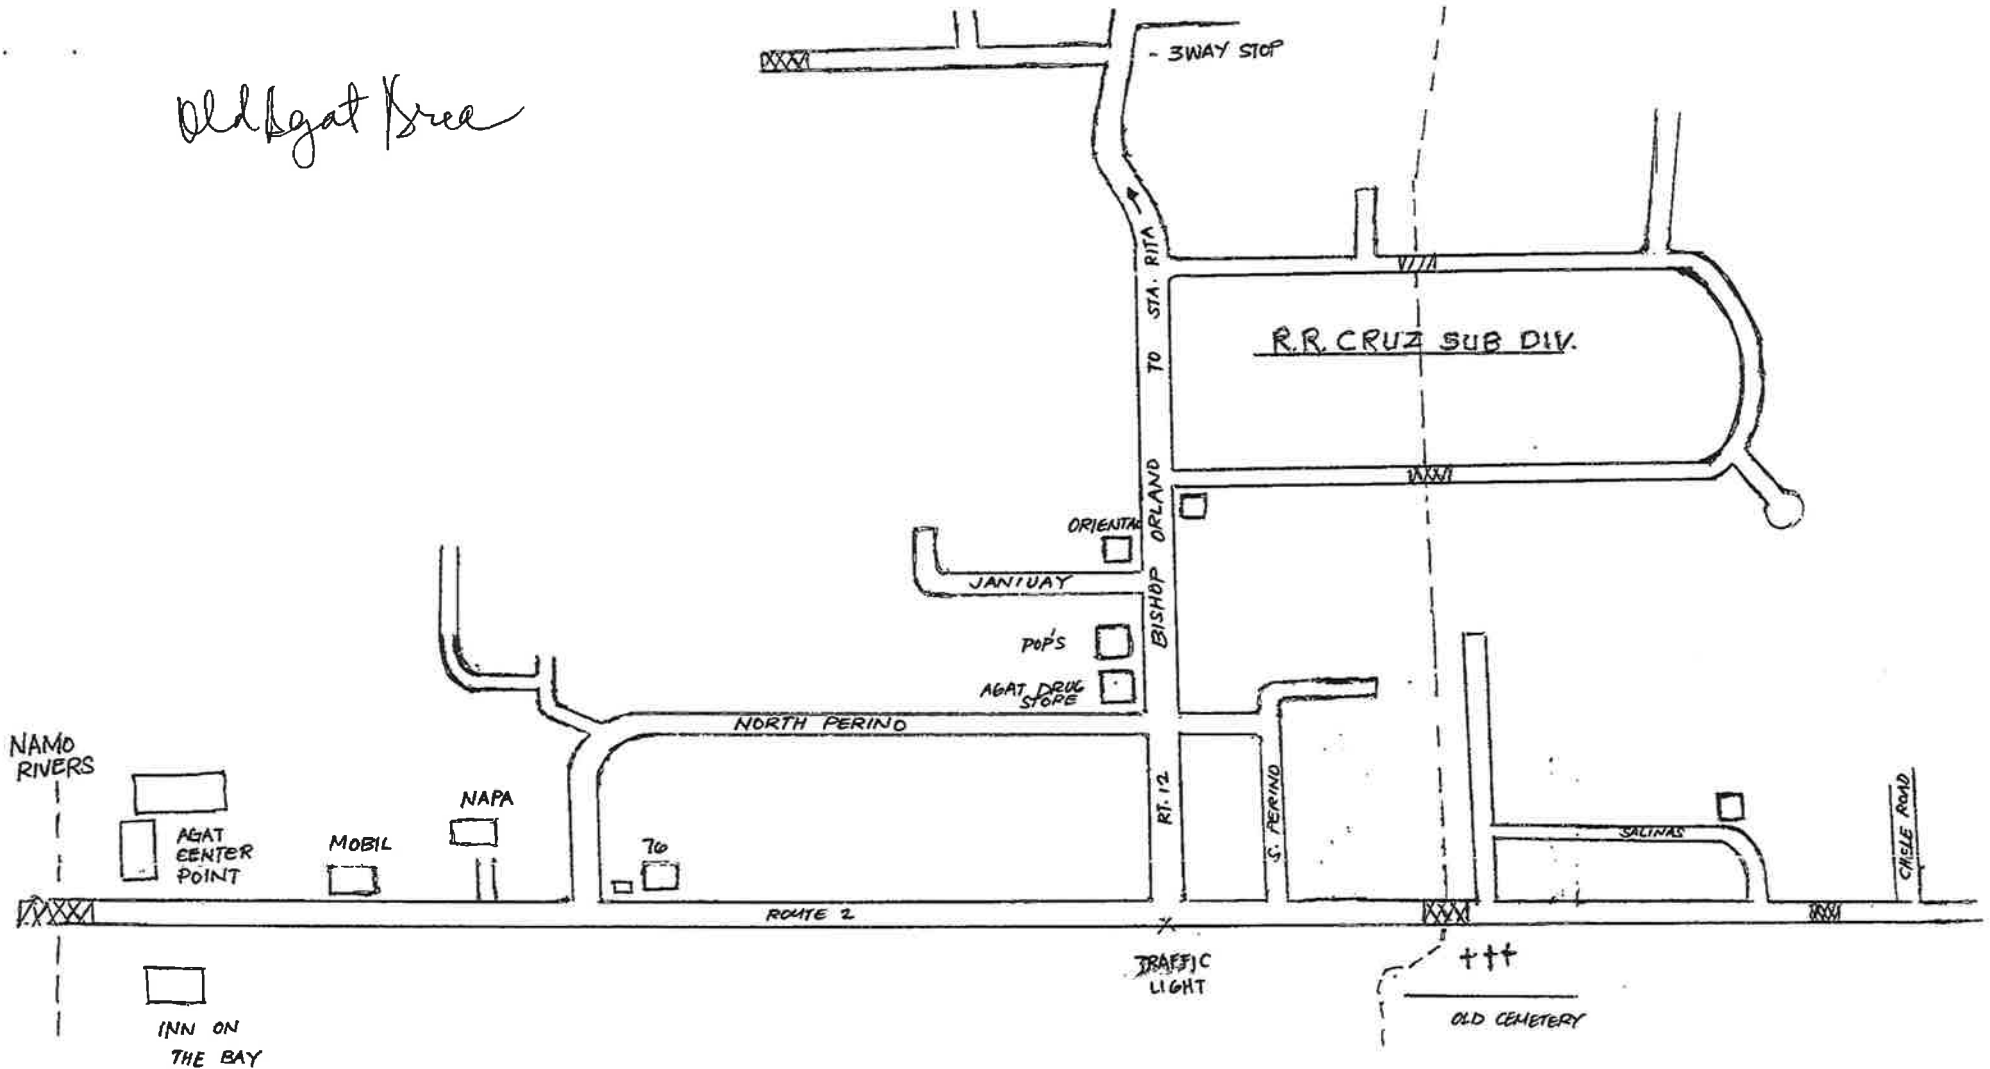 Old Agat Area
- 3WAY STOP
R.R. CRUZ SUB DIV.
BISHOP ORLAND TO STA. RITA
ORIENTAL
JANIUAY
POP'S
AGAT DRUG
STORE
NORTH PERINO
NAMO
RIVERS
AGAT
CENTER
POINT
MOBIL
NAPA
76
RT. 12
S. PERINO
SALINAS
CHELE ROAD
ROUTE 2
TRAFFIC
LIGHT
OLD CEMETERY
INN ON
THE BAY